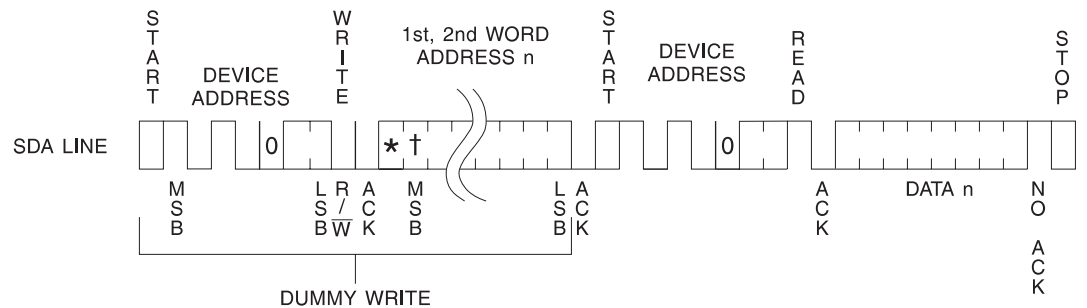 START
WRITE
1st, 2nd WORD
ADDRESS n
START
DEVICE
ADDRESS
READ
STOP
DEVICE
ADDRESS
SDA LINE
0
* †
0
MSB
LSB
R/W
ACK
MSB
LSB
ACK
ACK
DATA n
NO ACK
DUMMY WRITE